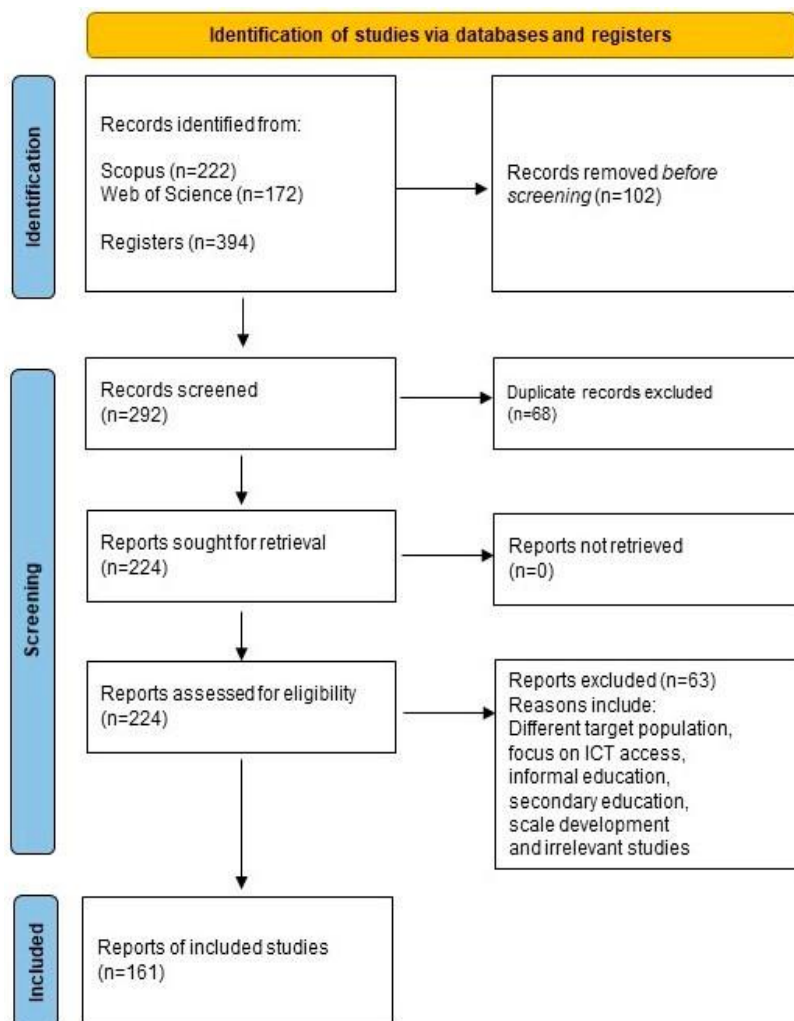 Identification of studies via databases and registers
Identification
Records identified from:
Scopus (n=222)
Web of Science (n=172)
Registers (n=394)
Records removed before
screening (n=102)
Screening
Records screened
(n=292)
Duplicate records excluded
(n=68)
Reports sought for retrieval
(n=224)
Reports not retrieved
(n=0)
Reports assessed for eligibility
(n=224)
Reports excluded (n=63)
Reasons include:
Different target population,
focus on ICT access,
informal education,
secondary education,
scale development
and irrelevant studies
Included
Reports of included studies
(n=161)